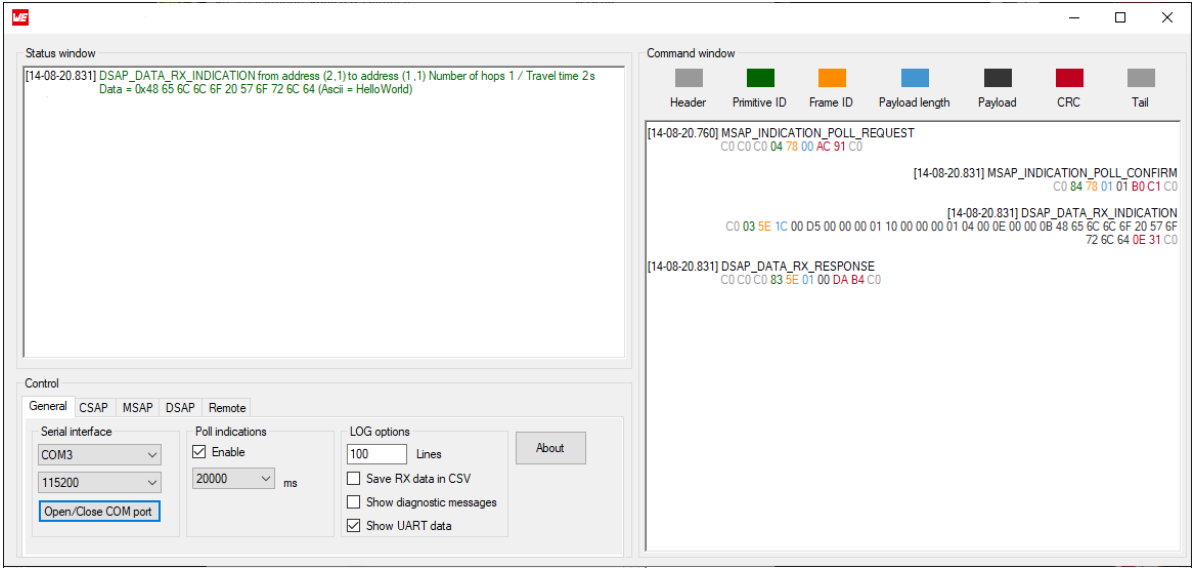 WE
Status window
[14-08-20.831] DSAP_DATA_RX_INDICATION from address (2,1) to address (1,1) Number of hops 1 / Travel time 2s
Data = 0x48 65 6C 6C 6F 20 57 6F 72 6C 64 (Ascii = HelloWorld)
Command window
Header Primitive ID Frame ID Payload length Payload CRC Tail
[14-08-20.760] MSAP_INDICATION_POLL_REQUEST
C0 C0 C0 04 78 00 AC 91 C0
[14-08-20.831] MSAP_INDICATION_POLL_CONFIRM
C0 84 78 01 01 B0 C1 C0
[14-08-20.831] DSAP_DATA_RX_INDICATION
C0 03 5E 1C 00 D5 00 00 00 01 10 00 00 00 01 04 00 0E 00 00 0B 48 65 6C 6C 6F 20 57 6F
72 6C 64 0E 31 C0
[14-08-20.831] DSAP_DATA_RX_RESPONSE
C0 C0 C0 83 5E 01 00 DA B4 C0
Control
General CSAP MSAP DSAP Remote
Serial interface
COM3
115200
Open/Close COM port
Poll indications
Enable
20000 ms
LOG options
100 Lines
Save RX data in CSV
Show diagnostic messages
Show UART data
About